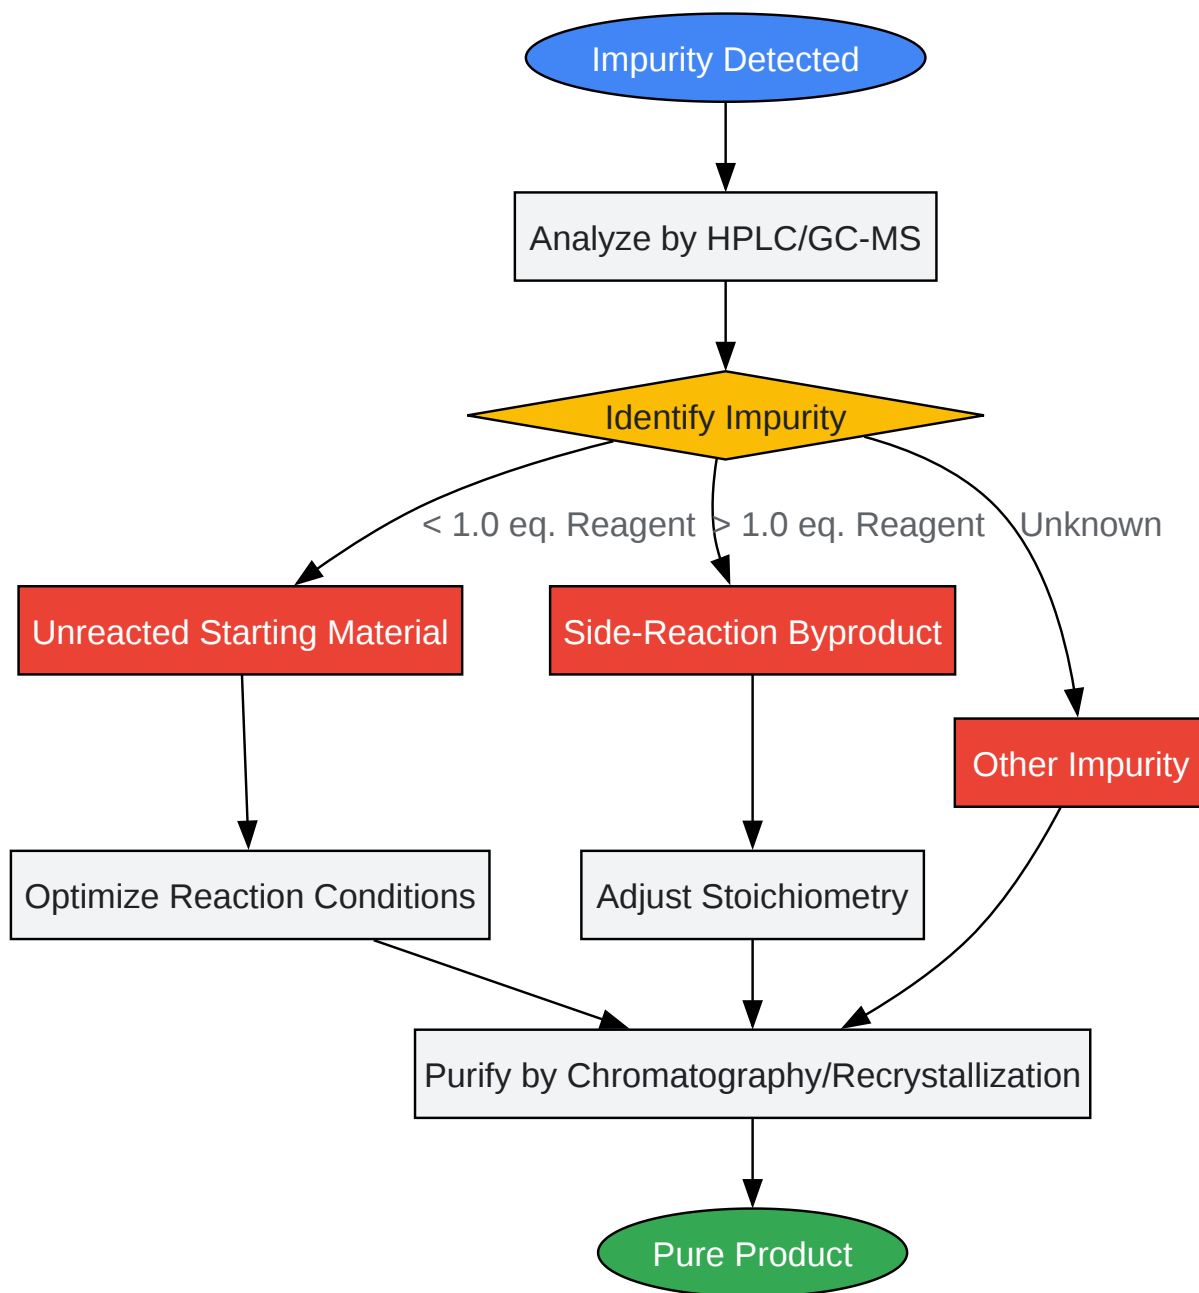 Impurity Detected
Analyze by HPLC/GC-MS
Identify Impurity
< 1.0 eq. Reagent
> 1.0 eq. Reagent
Unknown
Unreacted Starting Material
Side-Reaction Byproduct
Other Impurity
Optimize Reaction Conditions
Adjust Stoichiometry
Purify by Chromatography/Recrystallization
Pure Product